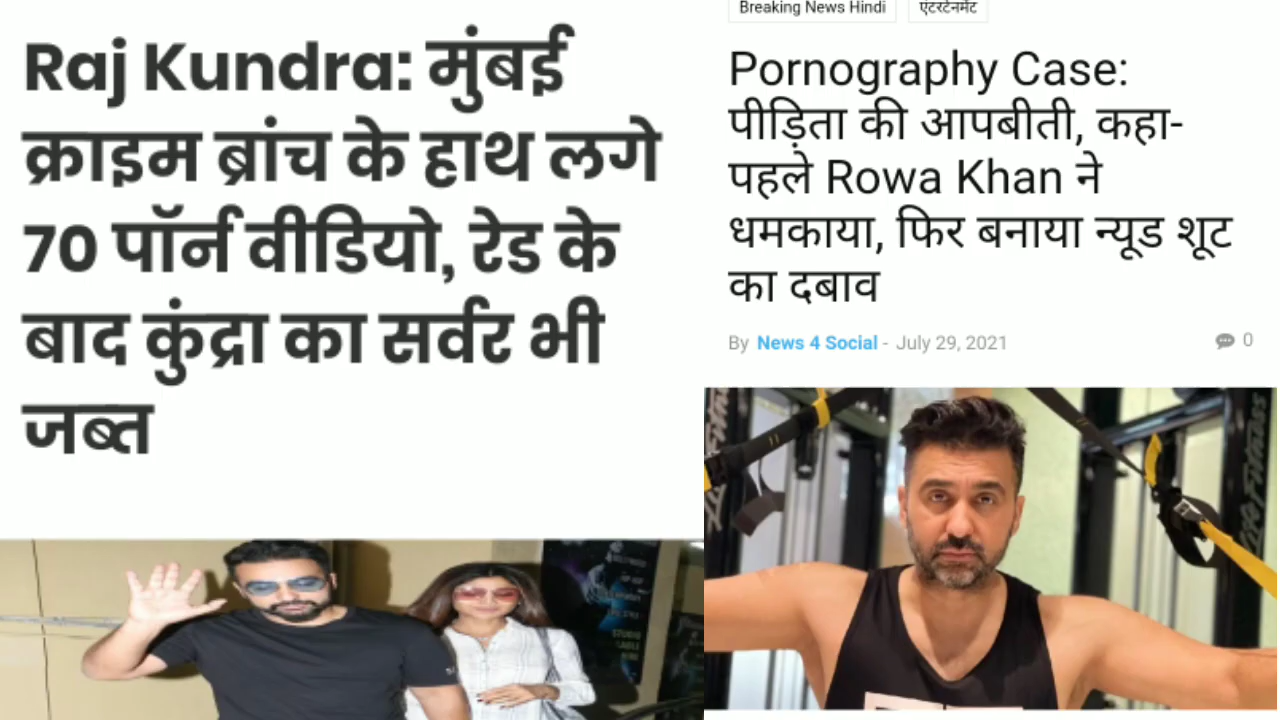 Raj Kundra: मुंबई
क्राइम ब्रांच के हाथ लगे
70 पॉर्न वीडियो, रेड के
बाद कुंद्रा का सर्वर भी
जब्त
Breaking News Hindi
एंटरटेनमेंट
Pornography Case:
पीड़िता की आपबीती, कहा-
पहले Rowa Khan ने
धमकाया, फिर बनाया न्यूड शूट
का दबाव
By News 4 Social - July 29, 2021
0